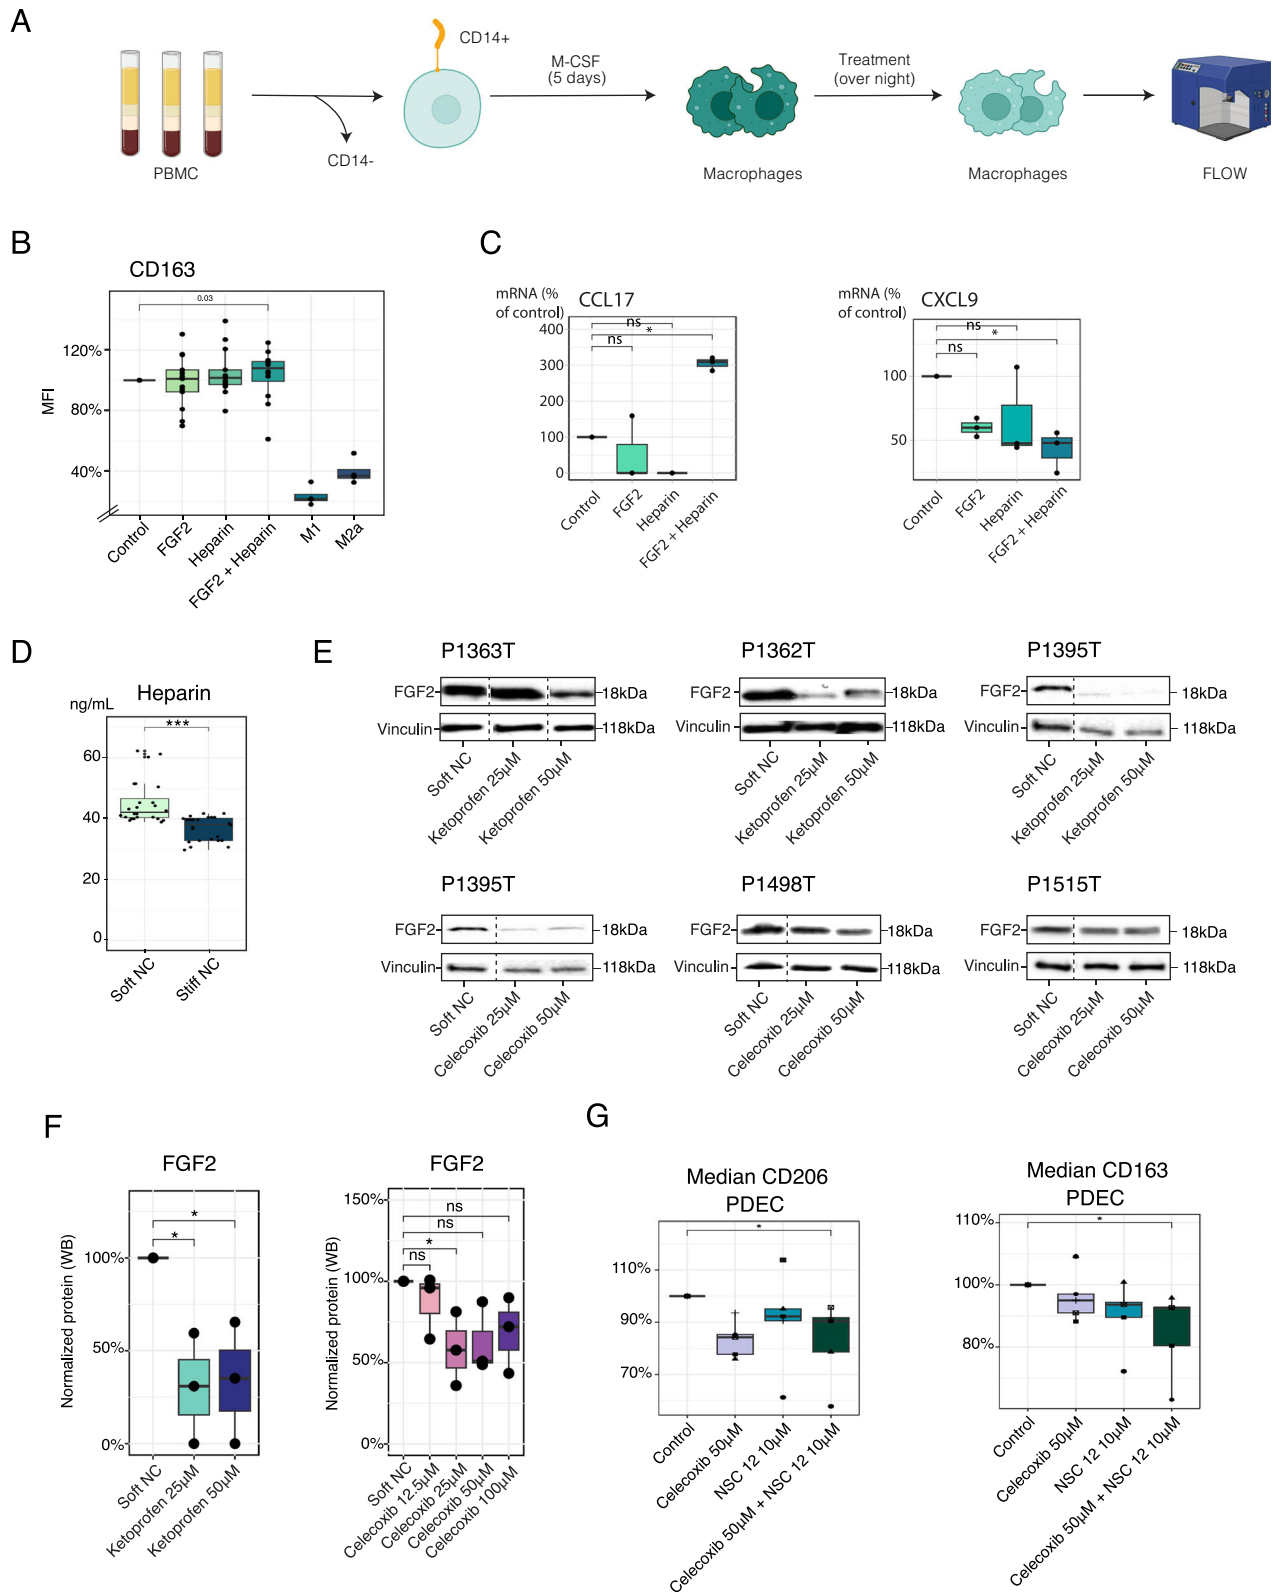 A
PBMC
CD14-
CD14+
M-CSF
(5 days)
Macrophages
Treatment
(over night)
Macrophages
FLOW
B
CD163
MFI
120%
80%
40%
0.03
Control
FGF2
Heparin
FGF2 + Heparin
M1
M2a
C
mRNA (%
of control)
CCL17
400
300
200
100
0
ns
*
ns
Control
FGF2
Heparin
FGF2 + Heparin
mRNA (%
of control)
CXCL9
100
50
ns
*
ns
Control
FGF2
Heparin
FGF2 + Heparin
D
Heparin
ng/mL
60
40
20
0
***
Soft NC
Stiff NC
E
P1363T
FGF2
18kDa
Vinculin
118kDa
Soft NC
Ketoprofen 25µM
Ketoprofen 50µM
P1362T
FGF2
18kDa
Vinculin
118kDa
Soft NC
Ketoprofen 25µM
Ketoprofen 50µM
P1395T
FGF2
18kDa
Vinculin
118kDa
Soft NC
Ketoprofen 25µM
Ketoprofen 50µM
P1395T
FGF2
18kDa
Vinculin
118kDa
Soft NC
Celecoxib 25µM
Celecoxib 50µM
P1498T
FGF2
18kDa
Vinculin
118kDa
Soft NC
Celecoxib 25µM
Celecoxib 50µM
P1515T
FGF2
18kDa
Vinculin
118kDa
Soft NC
Celecoxib 25µM
Celecoxib 50µM
F
FGF2
Normalized protein (WB)
100%
50%
0%
*
*
Soft NC
Ketoprofen 25µM
Ketoprofen 50µM
FGF2
Normalized protein (WB)
150%
100%
50%
0%
ns
ns
*
ns
Soft NC
Celecoxib 12.5µM
Celecoxib 25µM
Celecoxib 50µM
Celecoxib 100µM
G
Median CD206
PDEC
110%
90%
70%
*
Control
Celecoxib 50µM
NSC 12 10µM
Celecoxib 50µM + NSC 12 10µM
Median CD163
PDEC
110%
100%
80%
*
Control
Celecoxib 50µM
NSC 12 10µM
Celecoxib 50µM + NSC 12 10µM